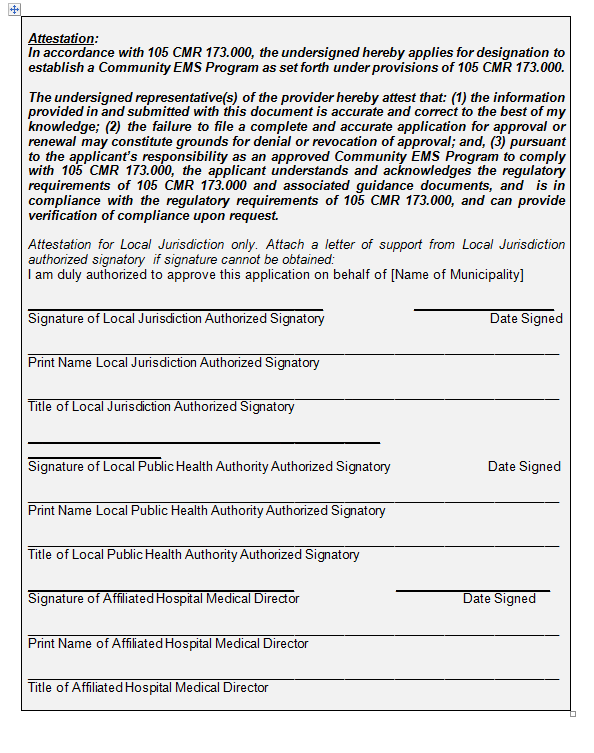 Attestation:
In accordance with 105 CMR 173.000, the undersigned hereby applies for designation to
establish a Community EMS Program as set forth under provisions of 105 CMR 173.000.
The undersigned representative(s) of the provider hereby attest that: (1) the information
provided in and submitted with this document is accurate and correct to the best of my
knowledge; (2) the failure to file a complete and accurate application for approval or
renewal may constitute grounds for denial or revocation of approval; and, (3) pursuant
to the applicant's responsibility as an approved Community EMS Program to comply
with 105 CMR 173.000, the applicant understands and acknowledges the regulatory
requirements of 105 CMR 173.000 and associated guidance documents, and is in
compliance with the regulatory requirements of 105 CMR 173.000, and can provide
verification of compliance upon request.
Attestation for Local Jurisdiction only. Attach a letter of support from Local Jurisdiction
authorized signatory if signature cannot be obtained:
I am duly authorized to approve this application on behalf of [Name of Municipality]
Signature of Local Jurisdiction Authorized Signatory Date Signed
Print Name Local Jurisdiction Authorized Signatory
Title of Local Jurisdiction Authorized Signatory
Signature of Local Public Health Authority Authorized Signatory Date Signed
Print Name Local Public Health Authority Authorized Signatory
Title of Local Public Health Authority Authorized Signatory
Signature of Affiliated Hospital Medical Director Date Signed
Print Name of Affiliated Hospital Medical Director
Title of Affiliated Hospital Medical Director